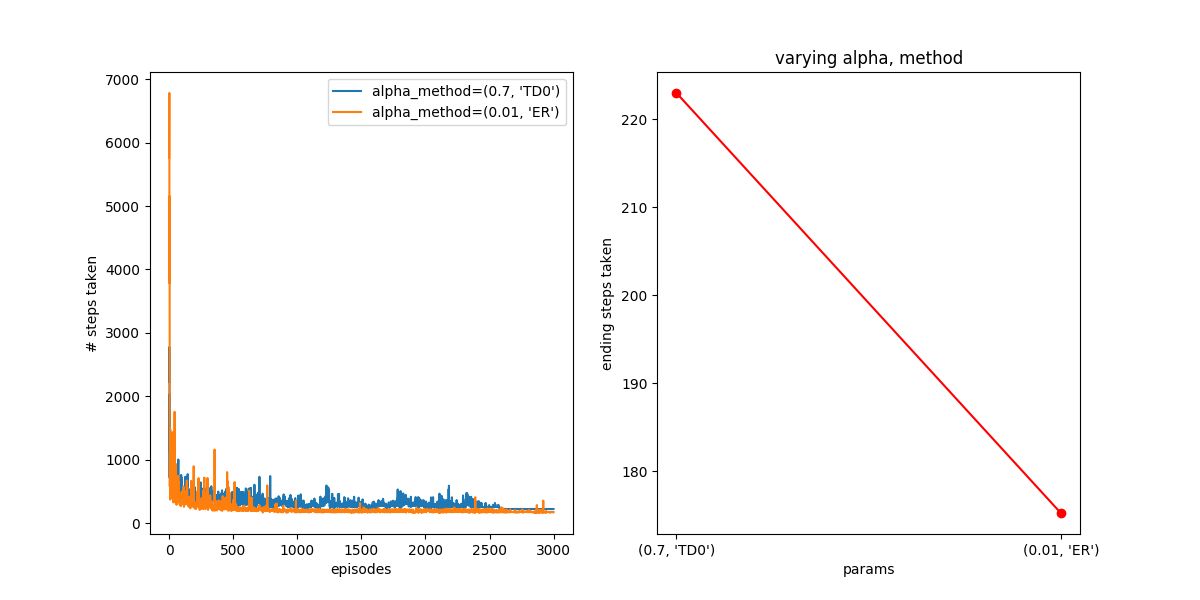 7000
6000
5000
4000
3000
2000
1000
0
# steps taken
alpha_method=(0.7, 'TD0')
alpha_method=(0.01, 'ER')
0 500 1000 1500 2000 2500 3000
episodes
varying alpha, method
220
210
200
190
180
ending steps taken
(0.7, 'TD0') (0.01, 'ER')
params